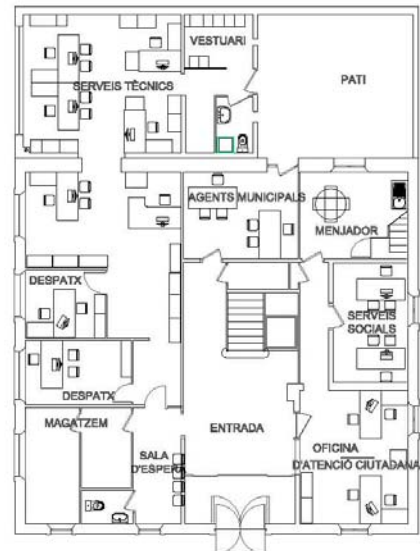 VESTUARI
PATI
SERVEIS TÈCNICS
AGENTS MUNICIPALS
MENJADOR
DESPATX
SERVEIS
SOCIALS
DESPATX
MAGATZEM
SALA
D'ESPERA
ENTRADA
OFICINA
D'ATENCIÓ CIUTADANA